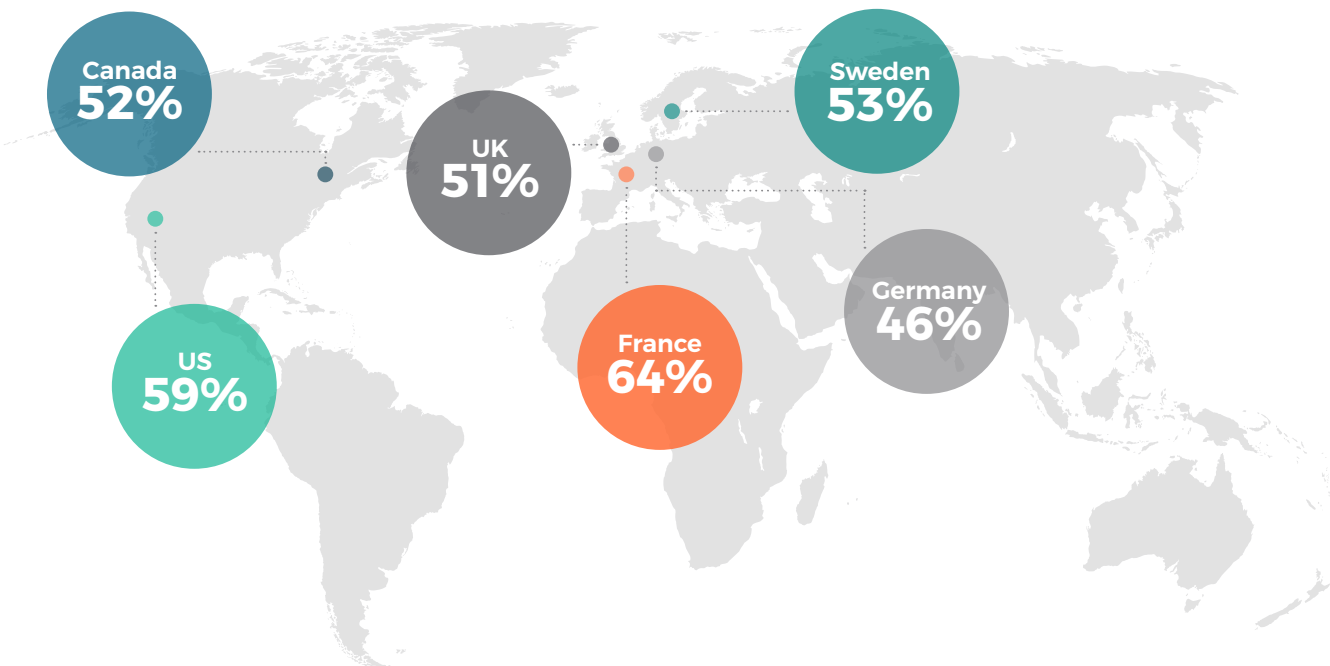 Canada
52%
UK
51%
Sweden
53%
US
59%
France
64%
Germany
46%